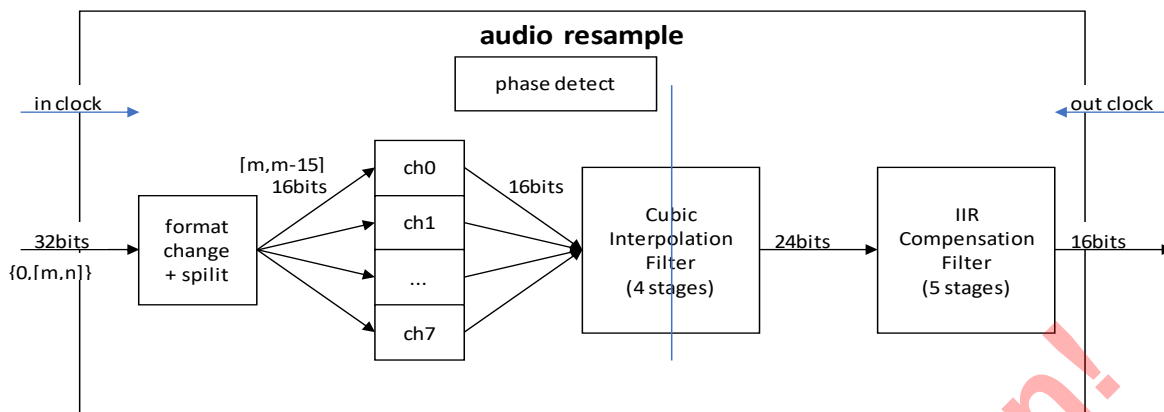 audio resample
phase detect
in clock
out clock
[m,m-15]
16bits
ch0
16bits
ch1
...
ch7
format
change
+ spilit
32bits
{0,[m,n]}
Cubic
Interpolation
Filter
(4 stages)
24bits
IIR
Compensation
Filter
(5 stages)
16bits
n!